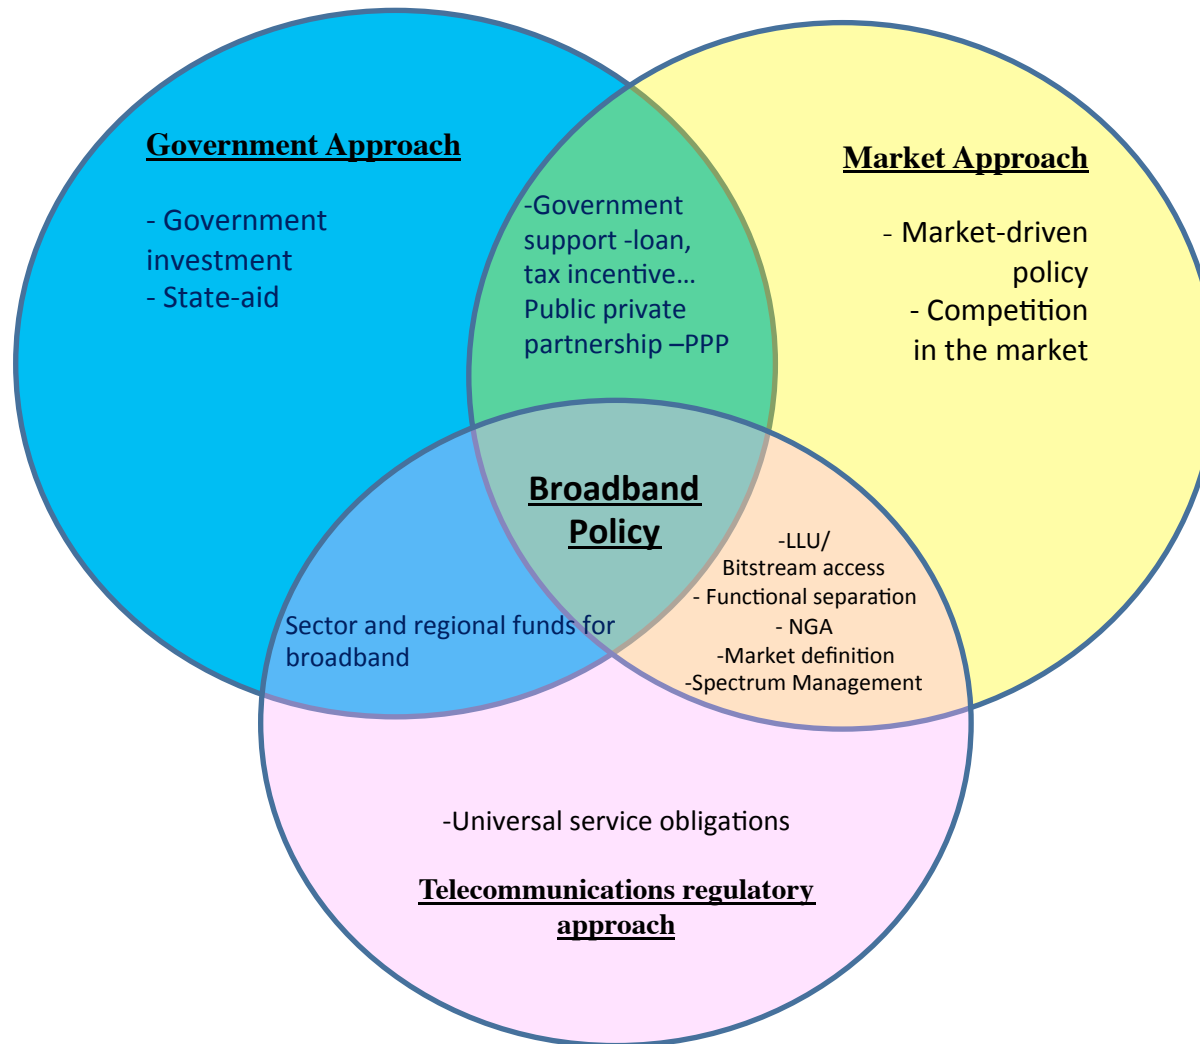 Government Approach
- Government
investment
- State-aid
-Government
support -loan,
tax incentive…
Public private
partnership –PPP
Market Approach
- Market-driven
policy
- Competition
in the market
Broadband
Policy
Sector and regional funds for
broadband
-LLU/
Bitstream access
- Functional separation
- NGA
-Market definition
-Spectrum Management
-Universal service obligations
Telecommunications regulatory
approach